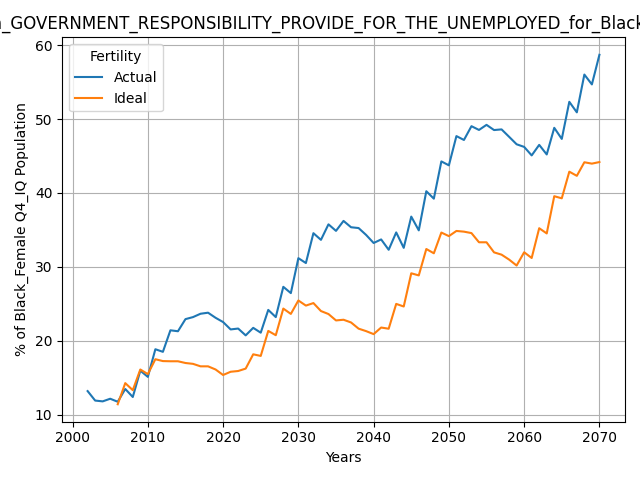 _GOVERNMENT_RESPONSIBILITY_PROVIDE_FOR_THE_UNEMPLOYED_for_Black
Fertility
Actual
Ideal
% of Black_Female Q4_IQ Population
60
50
40
30
20
10
2000 2010 2020 2030 2040 2050 2060 2070
Years